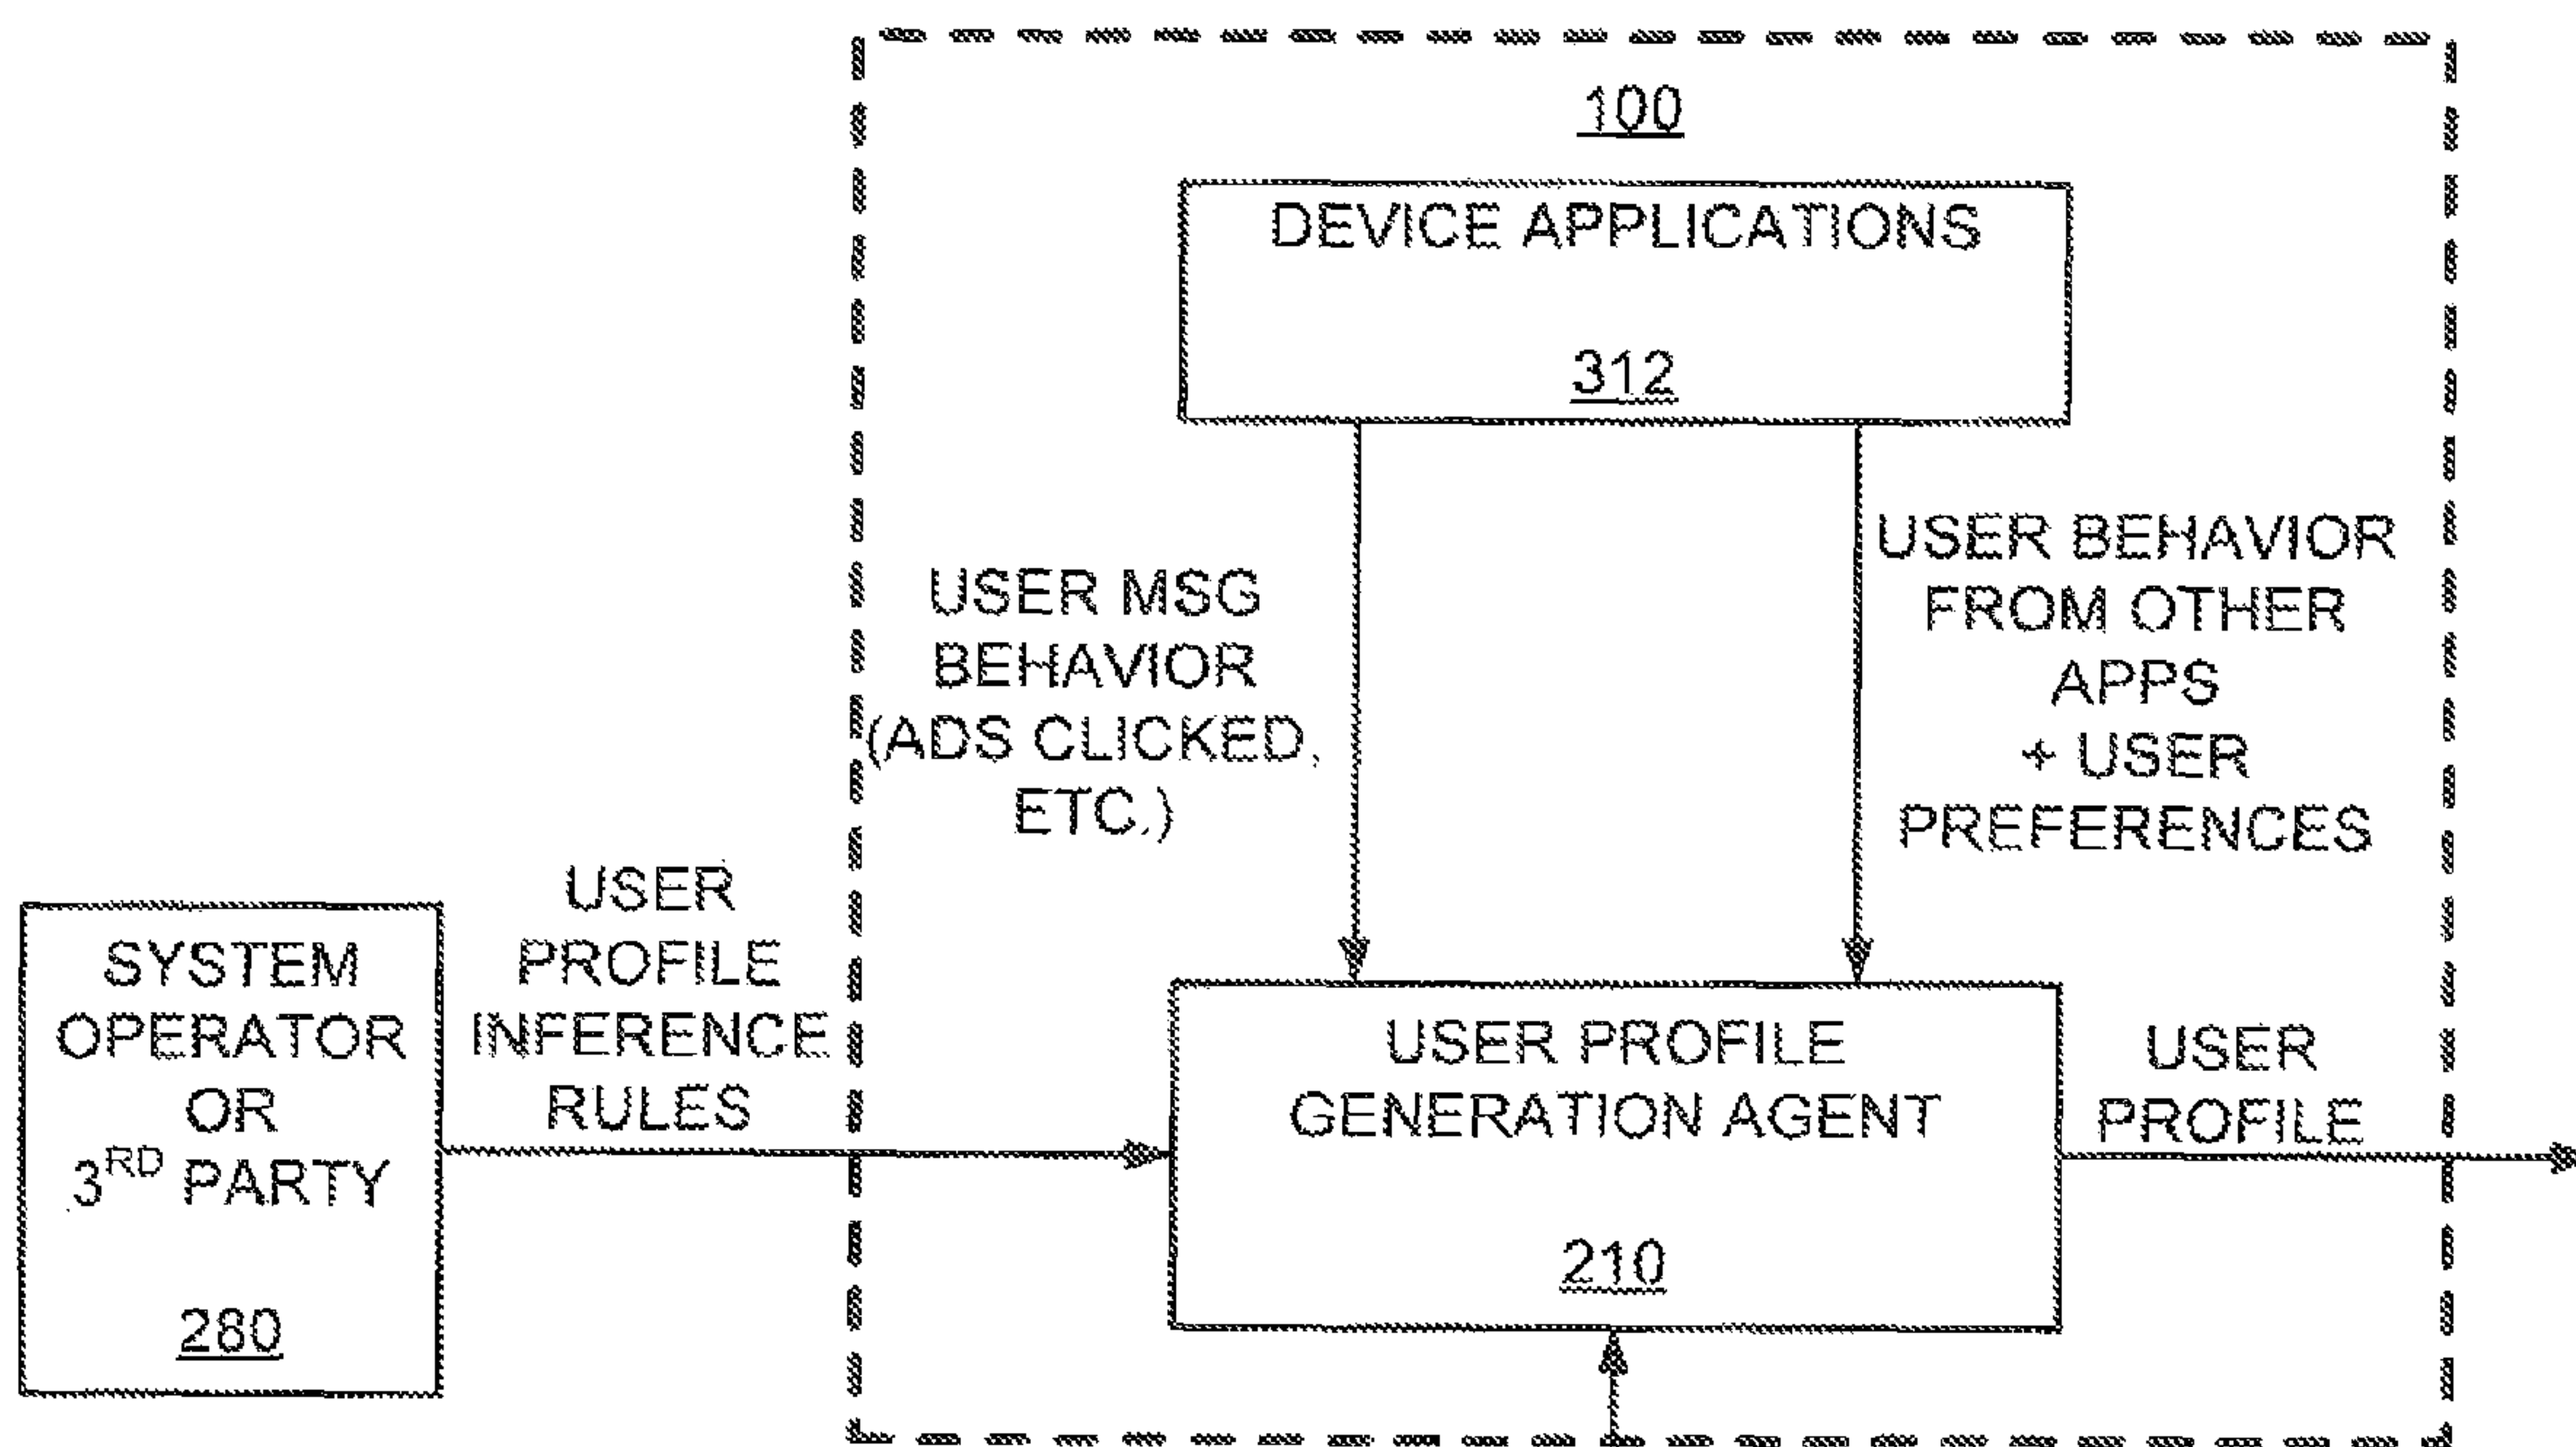 100
DEVICE APPLICATIONS
312
USER MSG
BEHAVIOR
(ADS CLICKED,
ETC.)
USER BEHAVIOR
FROM OTHER
APPS
+ USER
PREFERENCES
SYSTEM
OPERATOR
OR
3RD PARTY
280
USER
PROFILE
INFERENCE
RULES
USER PROFILE
GENERATION AGENT
210
USER
PROFILE